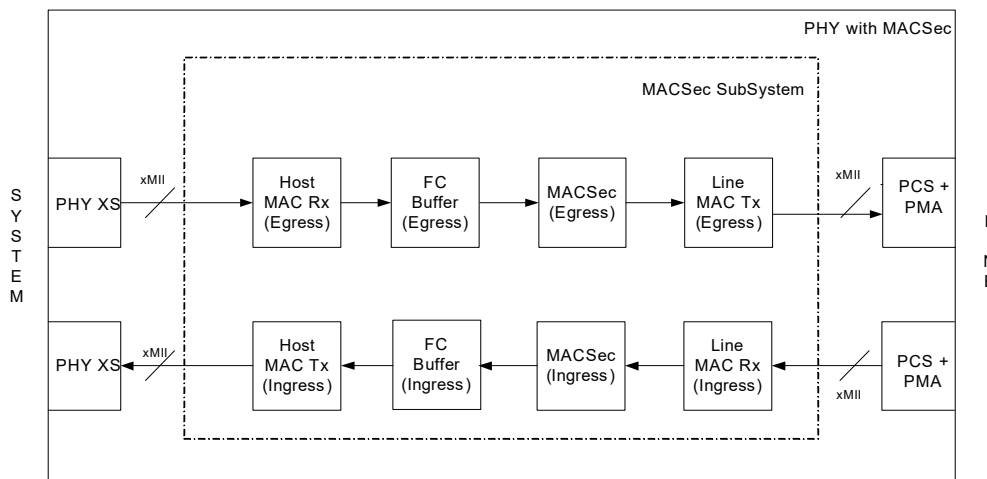 PHY with MACSec
MACSec SubSystem
SYSTEM
PHY XS
xMII
Host
MAC Rx
(Egress)
FC
Buffer
(Egress)
MACSec
(Egress)
Line
MAC Tx
(Egress)
xMII
PCS +
PMA
PHY XS
xMII
Host
MAC Tx
(Ingress)
FC
Buffer
(Ingress)
MACSec
(Ingress)
Line
MAC Rx
(Ingress)
xMII
PCS +
PMA